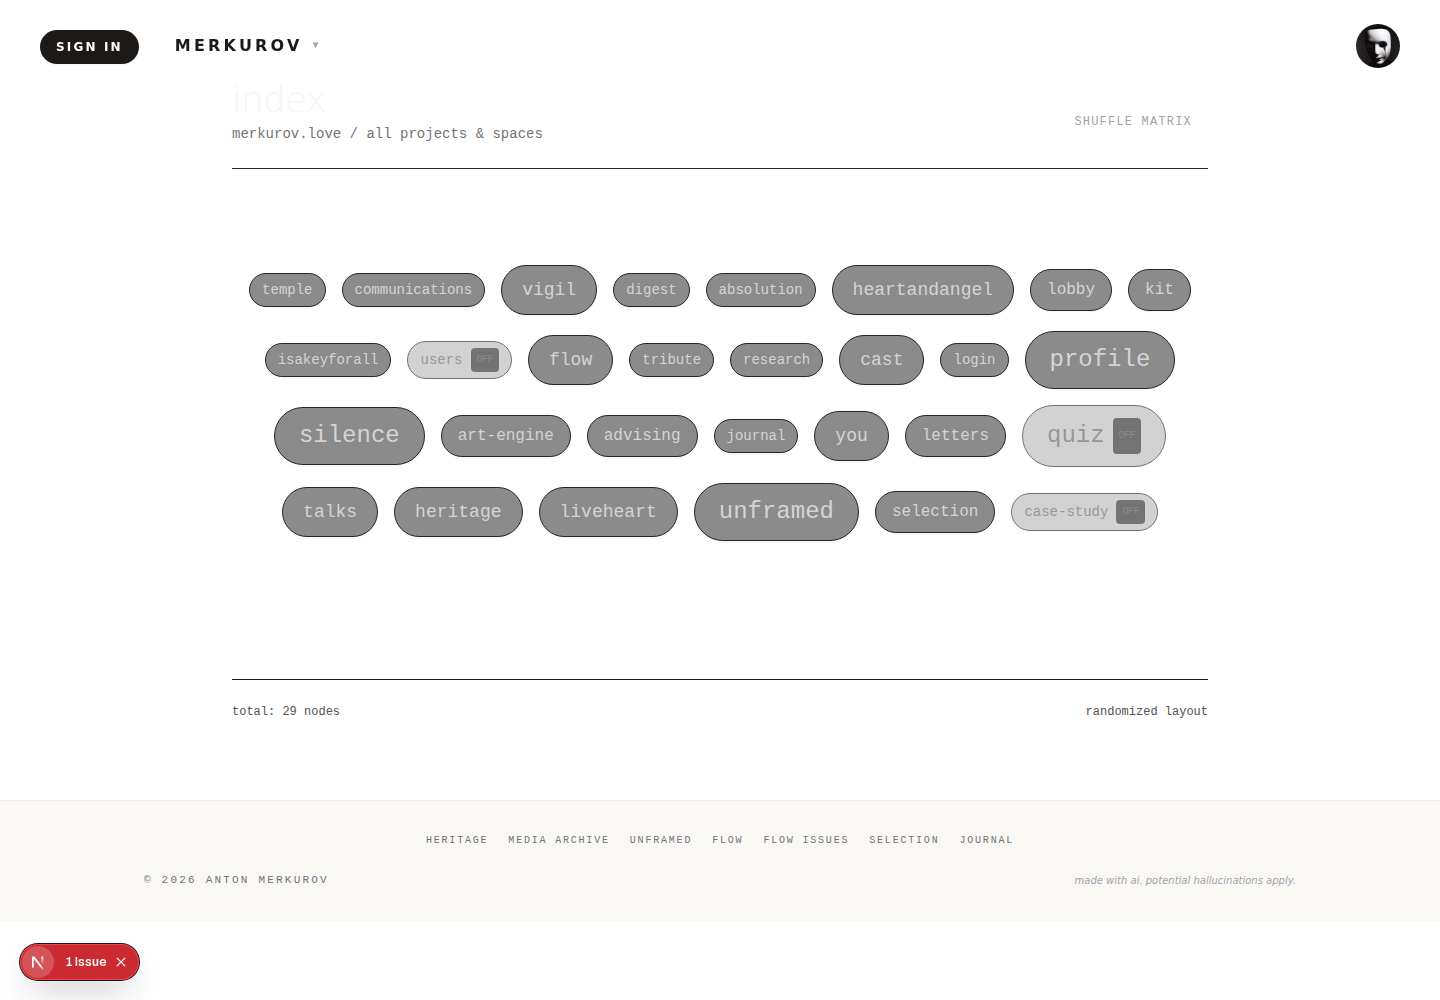 SIGN IN
MERKUROV ▼
index
merkurov.love / all projects & spaces
SHUFFLE MATRIX
temple communications vigil digest absolution heartandangel lobby kit
isakeyforall users OFF flow tribute research cast login profile
silence art-engine advising journal you letters quiz OFF
talks heritage liveheart unframed selection case-study OFF
total: 29 nodes
randomized layout
HERITAGE MEDIA ARCHIVE UNFRAMED FLOW FLOW ISSUES SELECTION JOURNAL
© 2026 ANTON MERKUROV
made with ai. potential hallucinations apply.
N 1 Issue ×